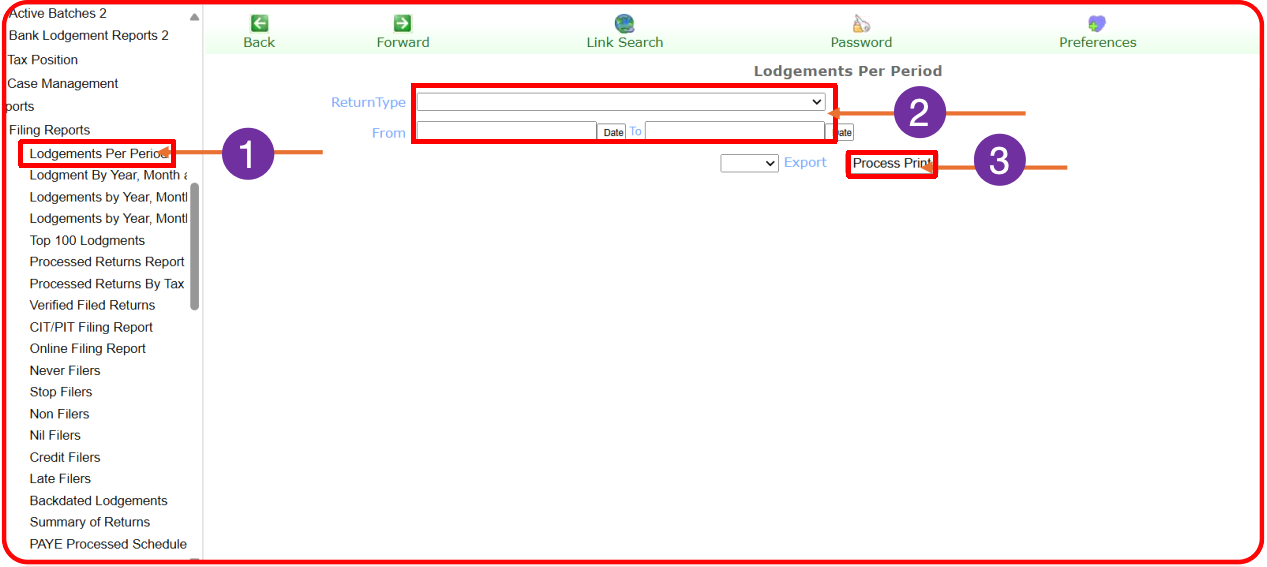 Active Batches 2
Bank Lodgement Reports 2
Tax Position
Case Management
ports
Filing Reports
Lodgements Per Period
Lodgment By Year, Month a
Lodgements by Year, Mont
Lodgements by Year, Mont
Top 100 Lodgments
Processed Returns Report
Processed Returns By Tax
Verified Filed Returns
CIT/PIT Filing Report
Online Filing Report
Never Filers
Stop Filers
Non Filers
Nil Filers
Credit Filers
Late Filers
Backdated Lodgements
Summary of Returns
PAYE Processed Schedule
Back Forward Link Search Password Preferences
Lodgements Per Period
ReturnType
From Date To Date
Export Process Print
1
2
3